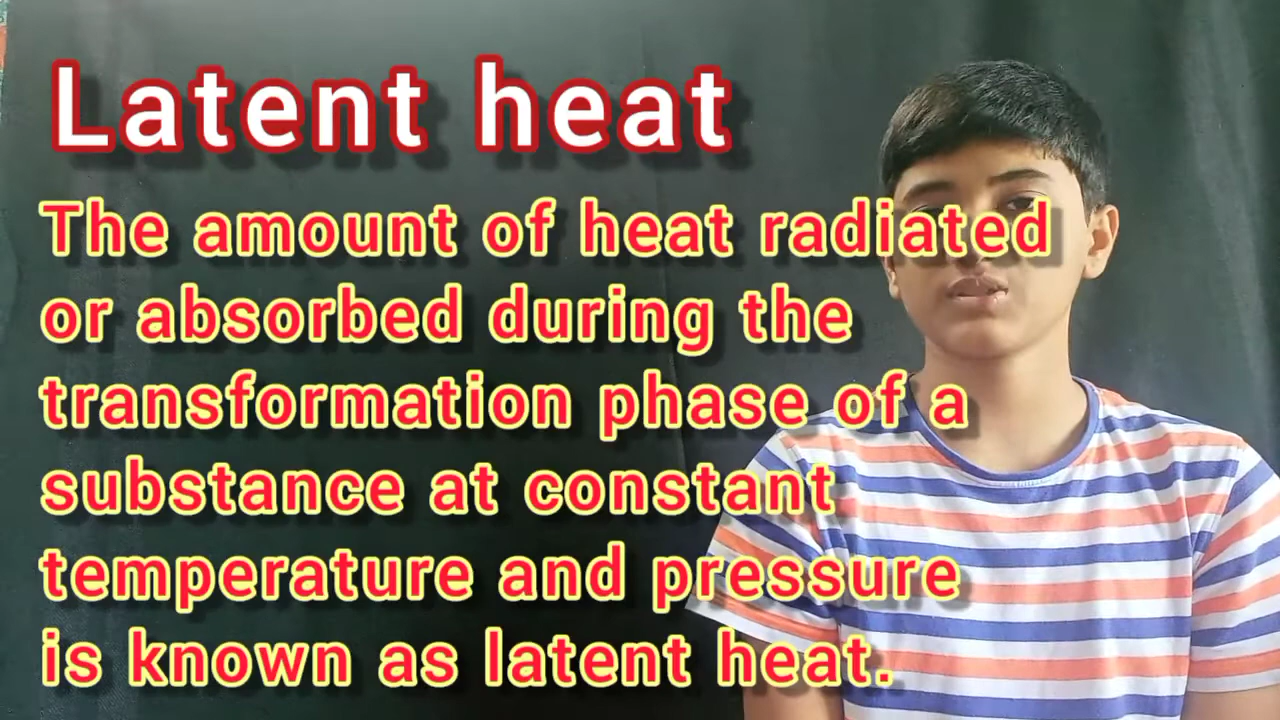 Latent heat
The amount of heat radiated
or absorbed during the
transformation phase of a
substance at constant
temperature and pressure
is known as latent heat.